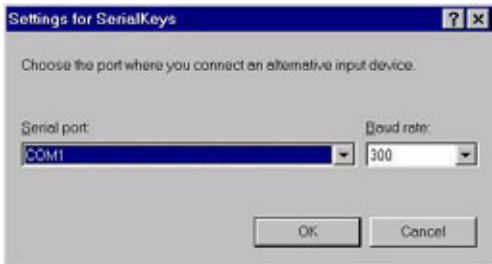 Settings for SerialKeys
Choose the port where you connect an alternative input device.
Serial port: Baud rate:
COM1 300
OK Cancel